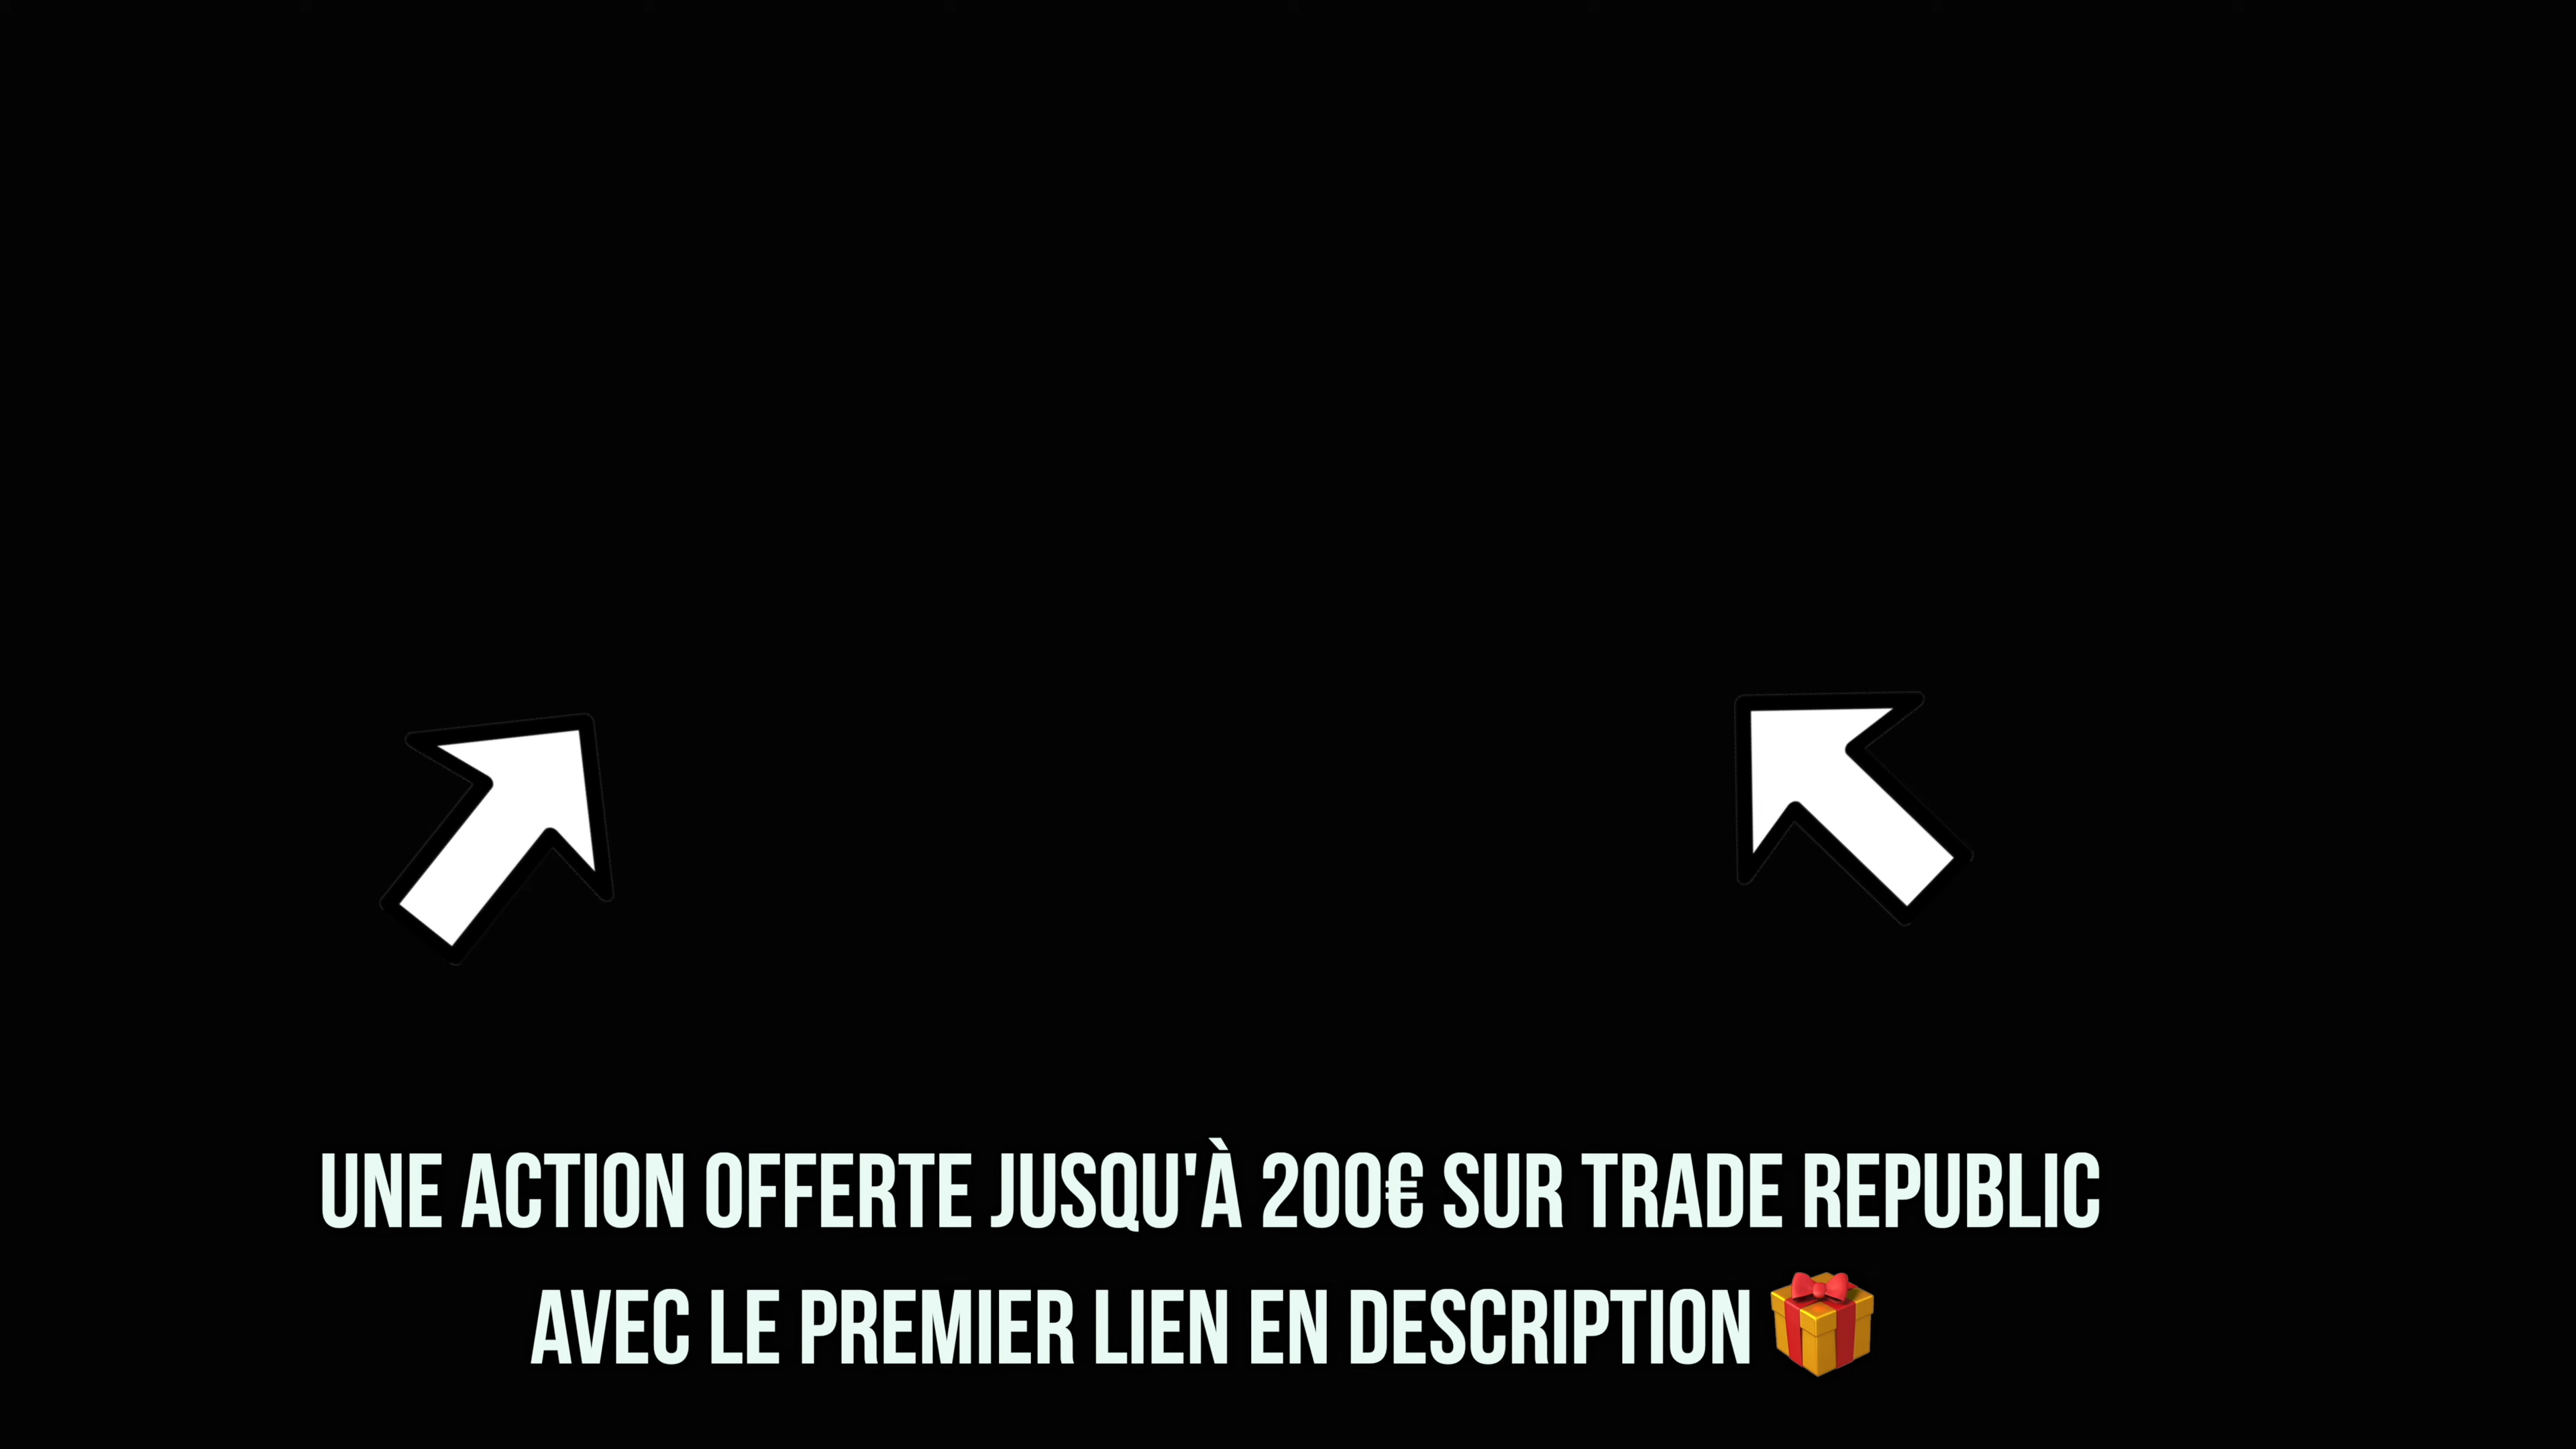 UNE ACTION OFFERTE JUSQU'À 200€ SUR TRADE REPUBLIC
AVEC LE PREMIER LIEN EN DESCRIPTION🎁